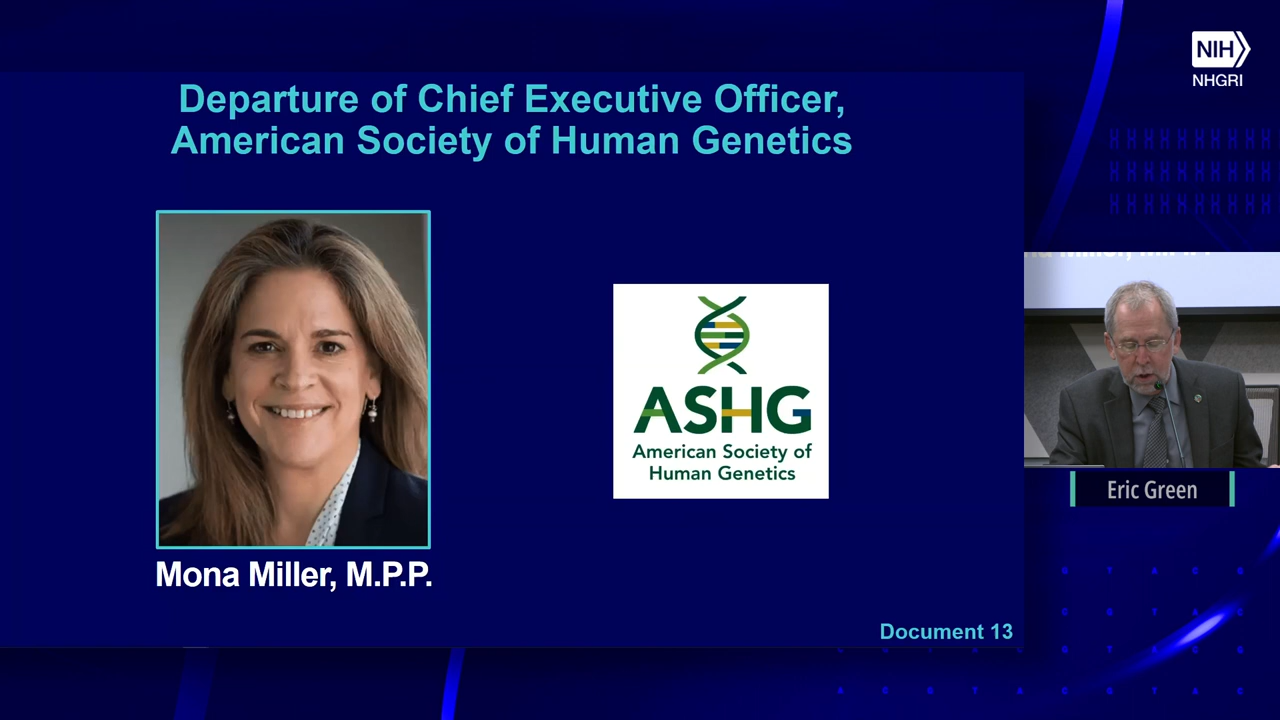 NIH
NHGRI
Departure of Chief Executive Officer,
American Society of Human Genetics
ASHG
American Society of
Human Genetics
Mona Miller, M.P.P.
Eric Green
Document 13